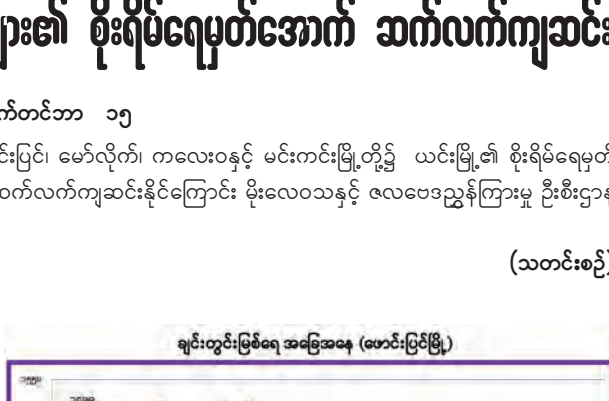 များ၏ စိုးရိမ်ရေမှတ်အောက် ဆက်လက်ကျဆင်း
က်တင်ဘာ ၁၅
င်းပြင်၊ မော်လိုက်၊ ကလေးဝနှင့် မင်းကင်းမြို့တို့၌ ယင်းမြို့၏ စိုးရိမ်ရေမှတ်
ဆက်လက်ကျဆင်းနိုင်ကြောင်း မိုးလေဝသနှင့် ဇလဗေဒညွှန်ကြားမှု ဦးစီးဌာန
(သတင်းစဉ်)
ချင်းတွင်းမြစ်ရေ အခြေအနေ (ဖောင်းပြင်မြို့)